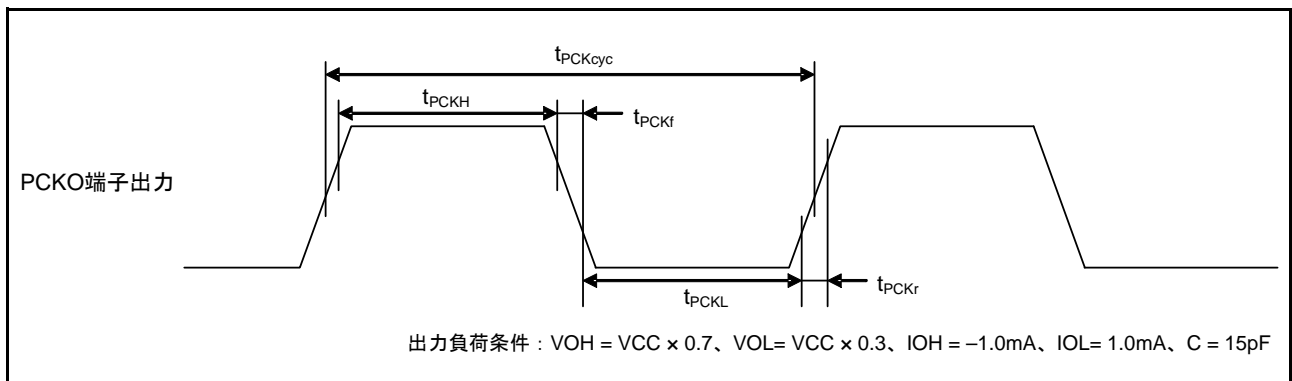 tPCKcyc
tPCKH
tPCKf
PCKO端子出力
tPCKL
tPCKr
出力負荷条件：VOH = VCC × 0.7、VOL= VCC × 0.3、IOH = –1.0mA、IOL= 1.0mA、C = 15pF